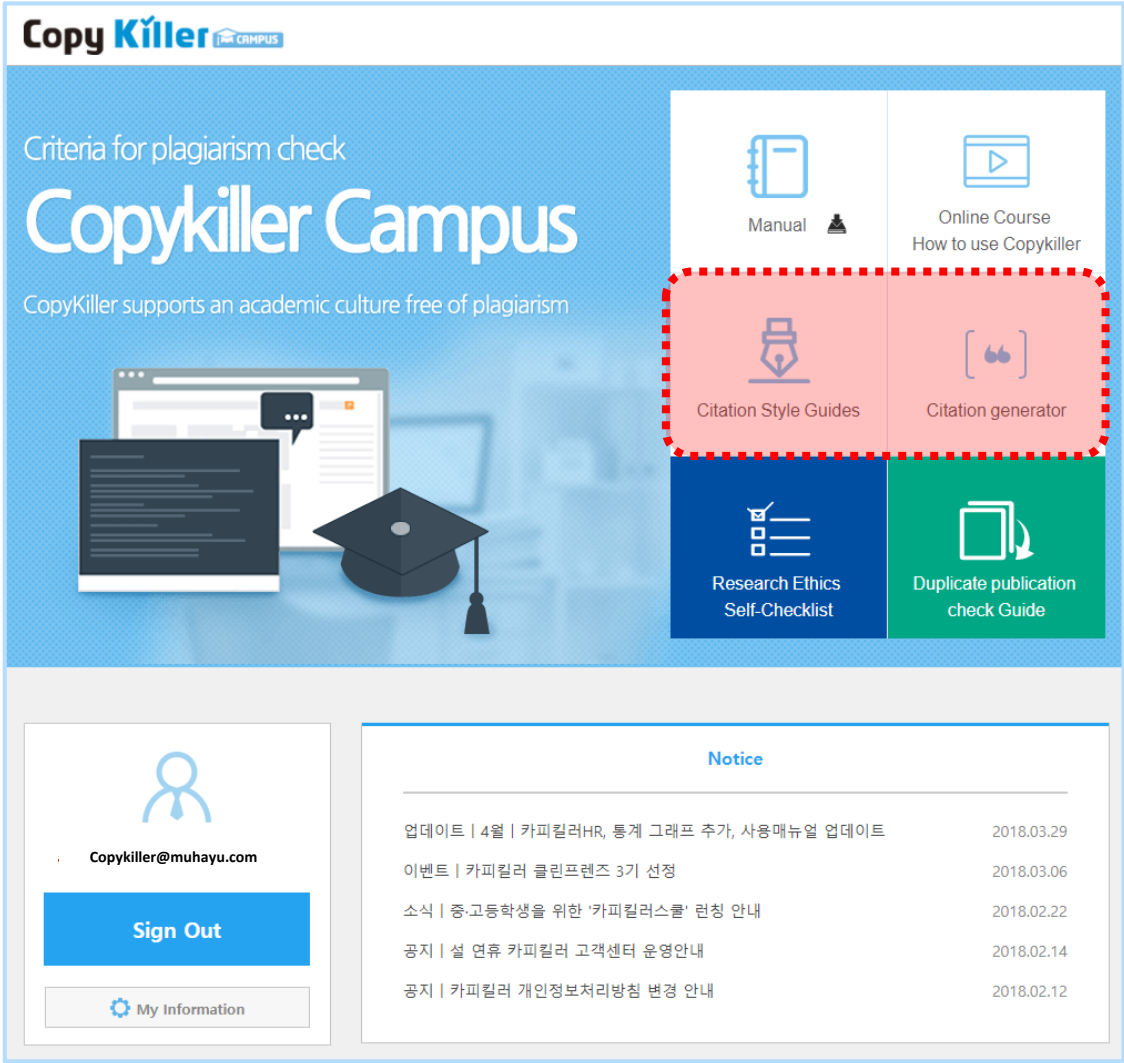 Copy Killer CAMPUS
Criteria for plagiarism check
Copykiller Campus
CopyKiller supports an academic culture free of plagiarism
Manual
Online Course
How to use Copykiller
Citation Style Guides
Citation generator
Research Ethics
Self-Checklist
Duplicate publication
check Guide
Copykiller@muhayu.com
Sign Out
My Information
Notice
업데이트 | 4월 | 카피킬러HR, 통계 그래프 추가, 사용매뉴얼 업데이트 2018.03.29
이벤트 | 카피킬러 클린프렌즈 3기 선정 2018.03.06
소식 | 중·고등학생을 위한 '카피킬러스쿨' 런칭 안내 2018.02.22
공지 | 설 연휴 카피킬러 고객센터 운영안내 2018.02.14
공지 | 카피킬러 개인정보처리방침 변경 안내 2018.02.12